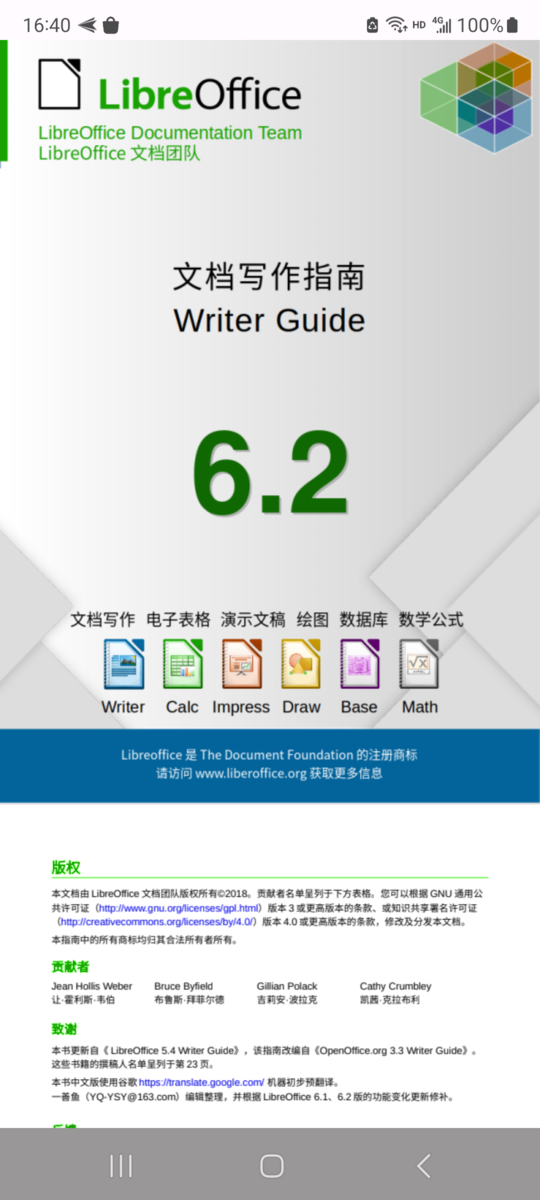 16:40
HD 4G 100%
LibreOffice
LibreOffice Documentation Team
LibreOffice 文档团队
文档写作指南
Writer Guide
6.2
文档写作 电子表格 演示文稿 绘图 数据库 数学公式
Writer Calc Impress Draw Base Math
Libreoffice 是 The Document Foundation 的注册商标
请访问 www.liberoffice.org 获取更多信息
版权
本文档由 LibreOffice 文档团队版权所有©2018。贡献者名单呈列于下方表格。您可以根据 GNU 通用公
共许可证（http://www.gnu.org/licenses/gpl.html）版本 3 或更高版本的条款、或知识共享署名许可证
（http://creativecommons.org/licenses/by/4.0/）版本 4.0 或更高版本的条款，修改及分发本文档。
本指南中的所有商标均归其合法所有者所有。
贡献者
Jean Hollis Weber Bruce Byfield Gillian Polack Cathy Crumbley
让·霍利斯·韦伯 布鲁斯·拜菲尔德 吉莉安·波拉克 凯茜·克拉布利
致谢
本书更新自《 LibreOffice 5.4 Writer Guide》，该指南改编自《OpenOffice.org 3.3 Writer Guide》。
这些书籍的撰稿人名单呈列于第 23 页。
本书中文版使用谷歌 https://translate.google.com/ 机器初步预翻译。
一善鱼（YQ-YSY@163.com）编辑整理，并根据 LibreOffice 6.1、6.2 版的功能变化更新修补。